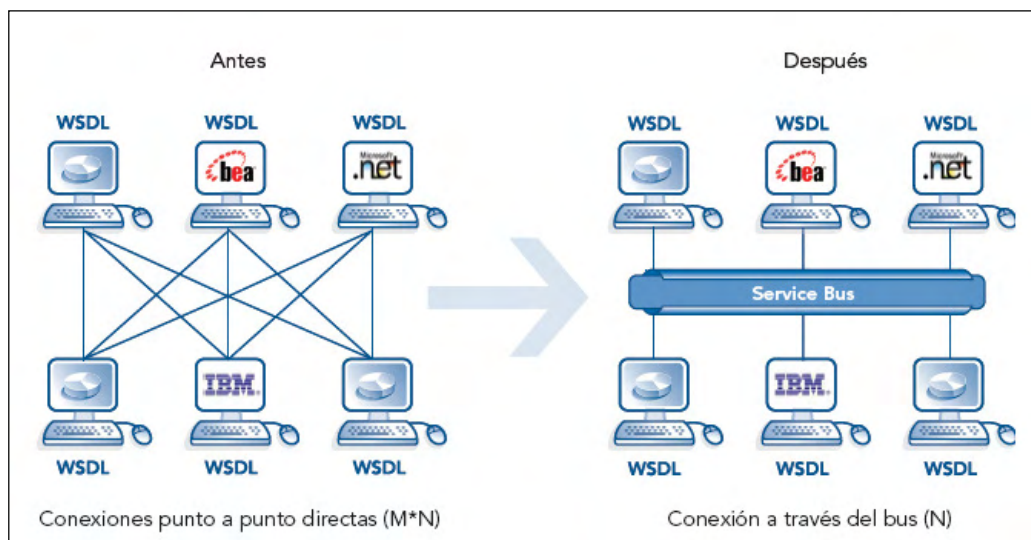 Antes
Después
WSDL WSDL WSDL
WSDL WSDL WSDL
bea
Microsoft
.net
bea
Microsoft
.net
Service Bus
IBM
IBM
WSDL WSDL WSDL
WSDL WSDL WSDL
Conexiones punto a punto directas (M*N)
Conexión a través del bus (N)